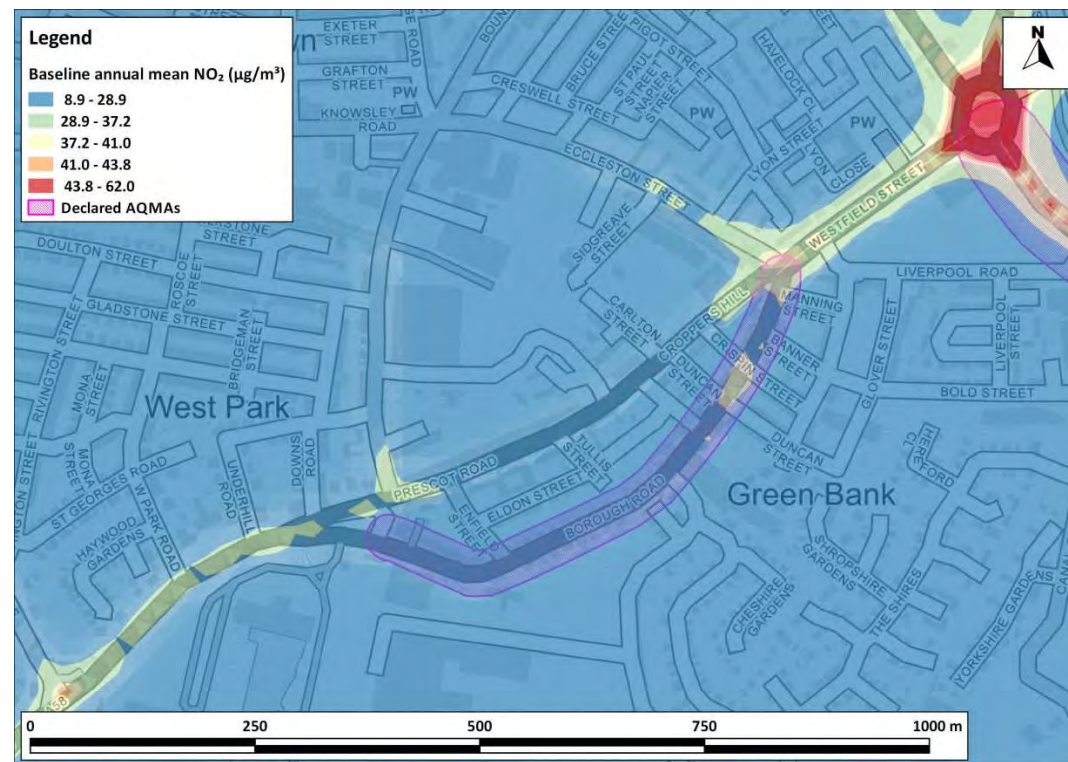 Legend
Baseline annual mean NO₂ (µg/m³)
8.9 - 28.9
28.9 - 37.2
37.2 - 41.0
41.0 - 43.8
43.8 - 62.0
Declared AQMAs
N
EXETER
STREET
GRAFTON
STREET
PW
KNOWSLEY
ROAD
ROAD
CRESWELL STREET
BRUCE STREET
ST PAUL
STREET
NAPIER
STREET
PIGOT STREET
HAVELOCK CL
PW
PW
LYON STREET
LYON
CLOSE
ECCLESTON STREET
SIDGREAVE
STREET
WESTFIELD STREET
LIVERPOOL ROAD
MANNING
STREET
BANNER
STREET
GLOVER STREET
LIVERPOOL
STREET
BOLD STREET
CROPPERS HILL
CARLTON
STREET
CRISPIN STREET
DUNCAN
STREET
DUNCAN
STREET
DOULTON STREET
ROSCOE
STREET
GLADSTONE STREET
BRIDGEMAN
STREET
RIVINGTON STREET
MONA
STREET
MONA
STREET
West Park
ST GEORGES ROAD
W PARK ROAD
HAYWOOD
GARDENS
UNDERHILL
ROAD
DOWNS
ROAD
PRESCOT ROAD
TULLIS
STREET
ELDON STREET
ENFIELD
STREET
BOROUGH ROAD
Green Bank
HEREFORD
CL
SHROPSHIRE
GARDENS
THE SHIRES
CHESHIRE
GARDENS
YORKSHIRE GARDENS
CANAL
A58
0 250 500 750 1000 m